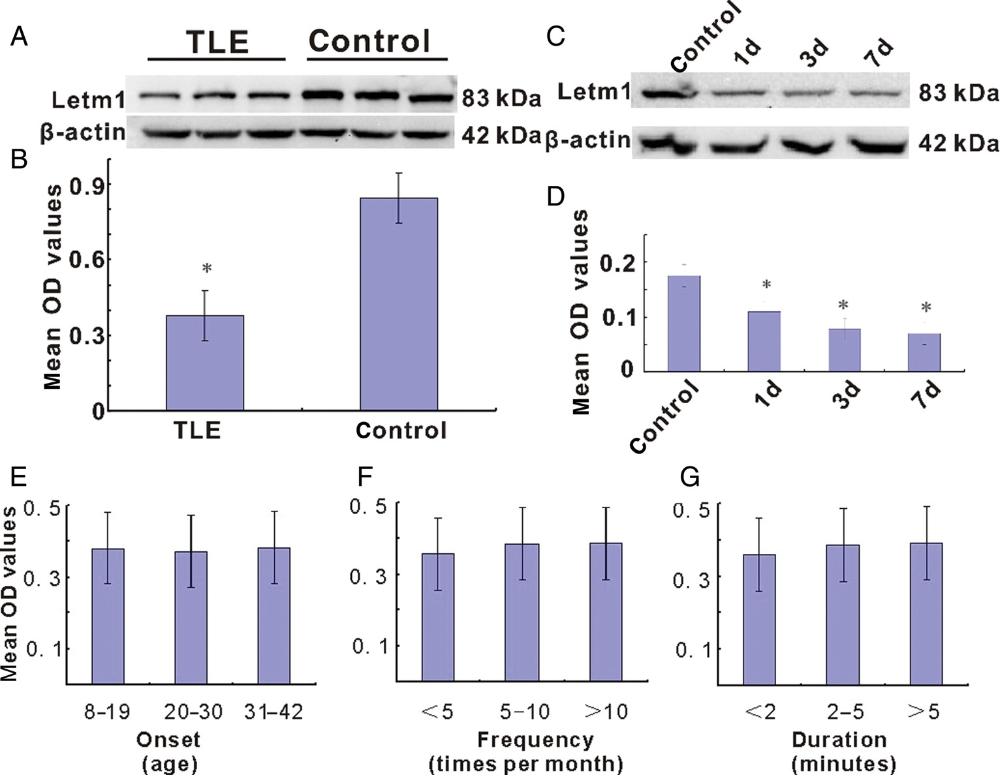 A
TLE Control
Letm1 83 kDa
β-actin 42 kDa
B
Mean OD values
0.9
0.6
0.3
0
*
TLE Control
C
Control 1d 3d 7d
Letm1 83 kDa
β-actin 42 kDa
D
Mean OD values
0.2
0.1
0
* * *
Control 1d 3d 7d
E
Mean OD values
0. 5
0. 3
0. 1
8–19 20–30 31–42
Onset
(age)
F
0. 5
0. 3
0. 1
<5 5–10 >10
Frequency
(times per month)
G
0. 5
0. 3
0. 1
<2 2–5 >5
Duration
(minutes)